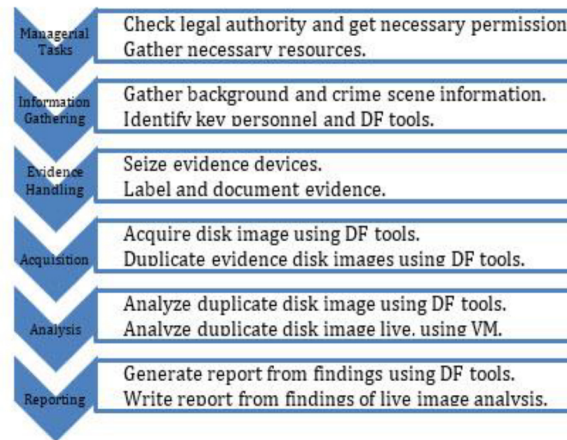 Managerial
Tasks
Check legal authority and get necessary permission
Gather necessary resources.
Information
Gathering
Gather background and crime scene information.
Identify key personnel and DF tools.
Evidence
Handling
Seize evidence devices.
Label and document evidence.
Acquisition
Acquire disk image using DF tools.
Duplicate evidence disk images using DF tools.
Analysis
Analyze duplicate disk image using DF tools.
Analyze duplicate disk image live, using VM.
Reporting
Generate report from findings using DF tools.
Write report from findings of live image analysis.